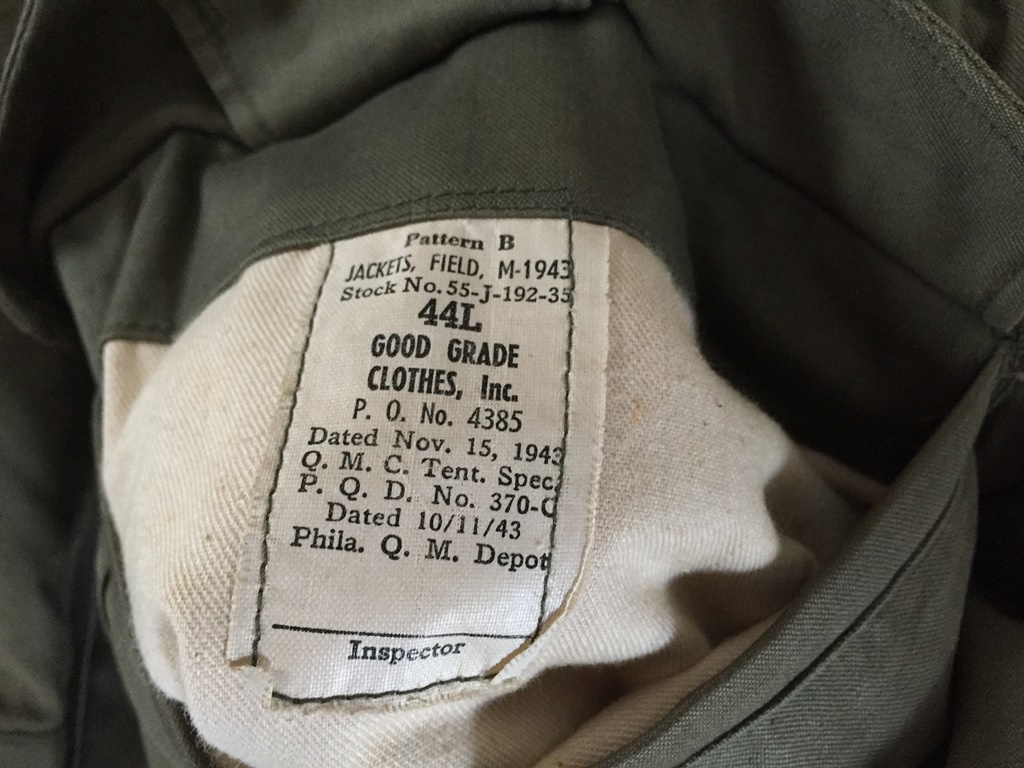 Pattern B
JACKETS, FIELD, M-1943
Stock No. 55-J-192-35
44L
GOOD GRADE
CLOTHES, Inc.
P. O. No. 4385
Dated Nov. 15, 1943
Q. M. C. Tent. Spec.
P. Q. D. No. 370-C
Dated 10/11/43
Phila. Q. M. Depot
Inspector